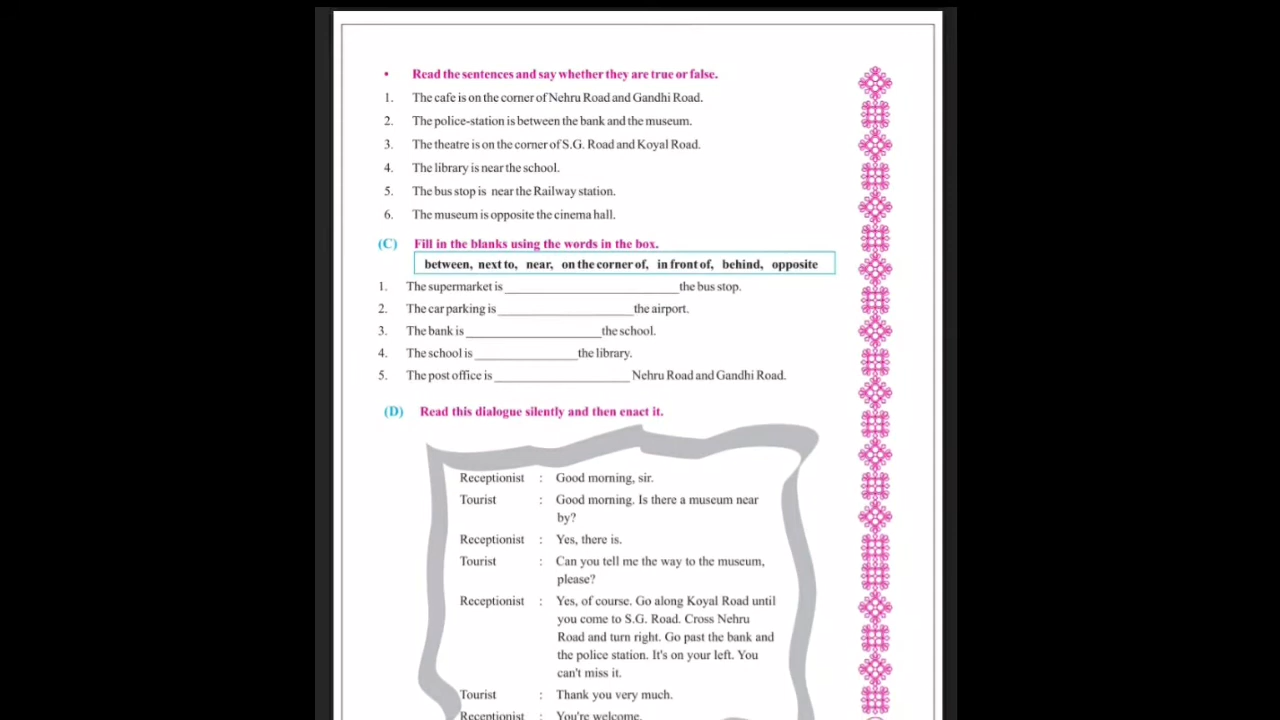 • Read the sentences and say whether they are true or false.
1. The cafe is on the corner of Nehru Road and Gandhi Road.
2. The police-station is between the bank and the museum.
3. The theatre is on the corner of S.G. Road and Koyal Road.
4. The library is near the school.
5. The bus stop is near the Railway station.
6. The museum is opposite the cinema hall.
(C) Fill in the blanks using the words in the box.
between, next to, near, on the corner of, in front of, behind, opposite
1. The supermarket is ____________________ the bus stop.
2. The car parking is ________________ the airport.
3. The bank is ________________ the school.
4. The school is ____________ the library.
5. The post office is ________________ Nehru Road and Gandhi Road.
(D) Read this dialogue silently and then enact it.
Receptionist : Good morning, sir.
Tourist : Good morning. Is there a museum near
by?
Receptionist : Yes, there is.
Tourist : Can you tell me the way to the museum,
please?
Receptionist : Yes, of course. Go along Koyal Road until
you come to S.G. Road. Cross Nehru
Road and turn right. Go past the bank and
the police station. It's on your left. You
can't miss it.
Tourist : Thank you very much.
Receptionist : You're welcome.